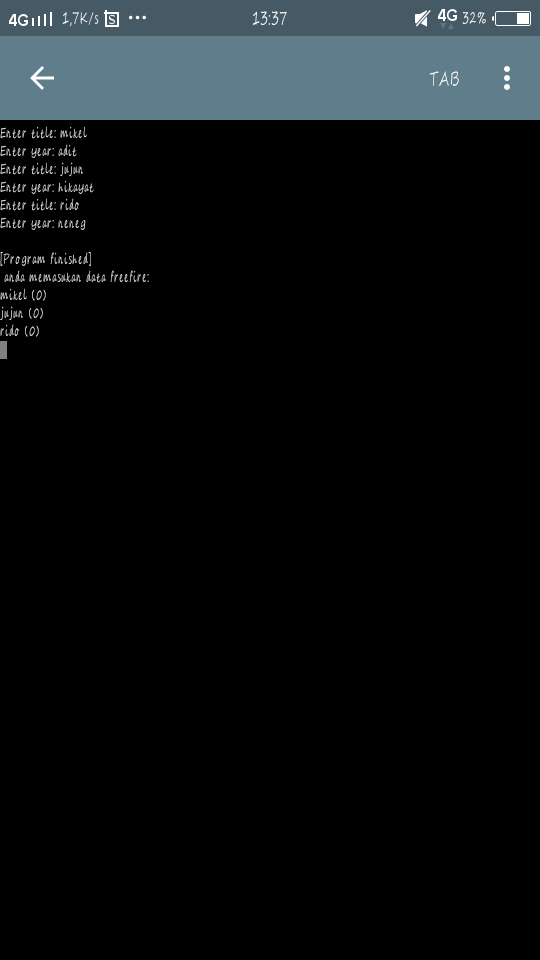 4G 1,7K/s S ... 13:37 4G 32%
TAB
Enter title: mikel
Enter year: adit
Enter title: jujun
Enter year: hikayat
Enter title: rido
Enter year: neneg
[Program finished]
anda memasukan data freefire:
mikel (0)
jujun (0)
rido (0)